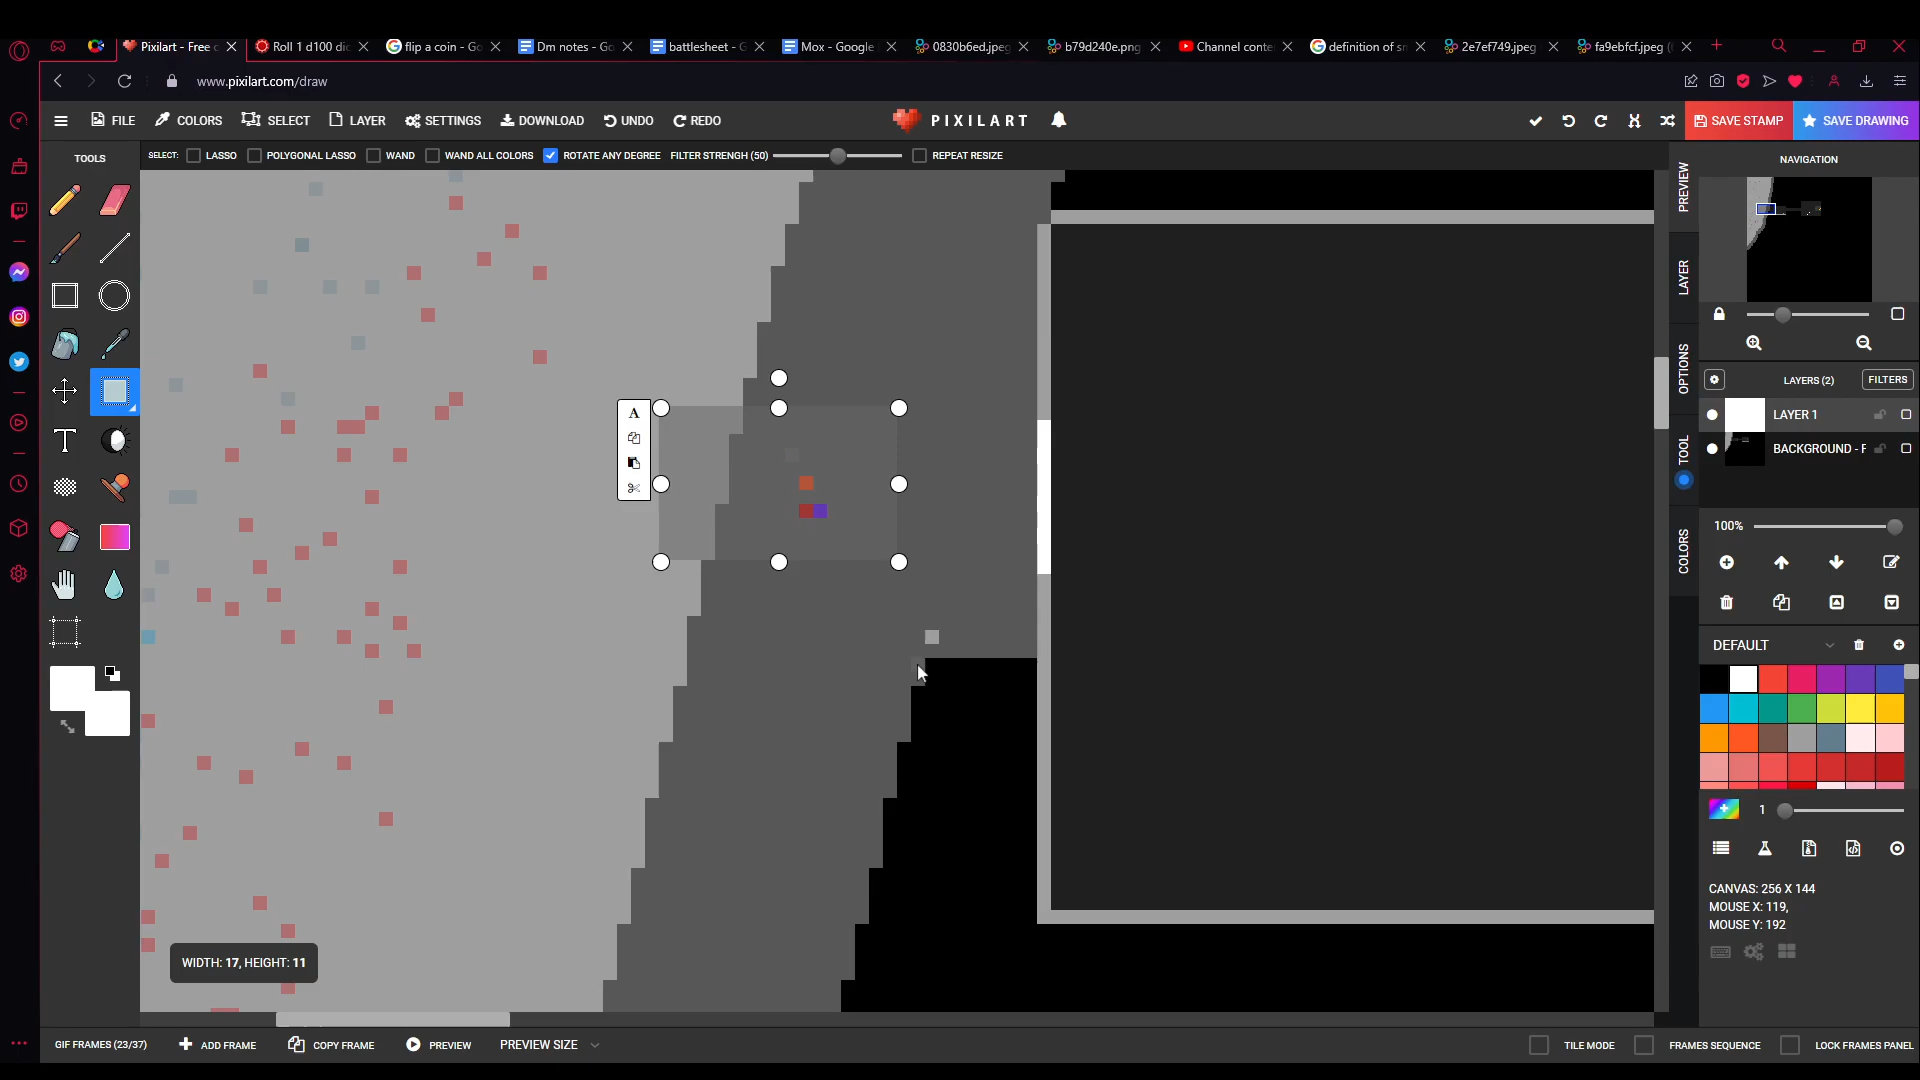 Pixilart - Free c
Roll 1 d100 dic
flip a coin - Go
Dm notes - Go
battlesheet - G
Mox - Google
0830b6ed.jpeg
b79d240e.png
Channel conte
definition of sn
2e7ef749.jpeg
fa9ebfcf.jpeg (
www.pixilart.com/draw
FILE
COLORS
SELECT
LAYER
SETTINGS
DOWNLOAD
UNDO
REDO
PIXILART
SAVE STAMP
SAVE DRAWING
TOOLS
SELECT:
LASSO
POLYGONAL LASSO
WAND
WAND ALL COLORS
ROTATE ANY DEGREE
FILTER STRENGH (50)
REPEAT RESIZE
NAVIGATION
PREVIEW
LAYER
OPTIONS
TOOL
COLORS
LAYERS (2)
FILTERS
LAYER 1
BACKGROUND - F
100%
DEFAULT
1
CANVAS: 256 X 144
MOUSE X: 119,
MOUSE Y: 192
A
WIDTH: 17, HEIGHT: 11
GIF FRAMES (23/37)
ADD FRAME
COPY FRAME
PREVIEW
PREVIEW SIZE
TILE MODE
FRAMES SEQUENCE
LOCK FRAMES PANEL